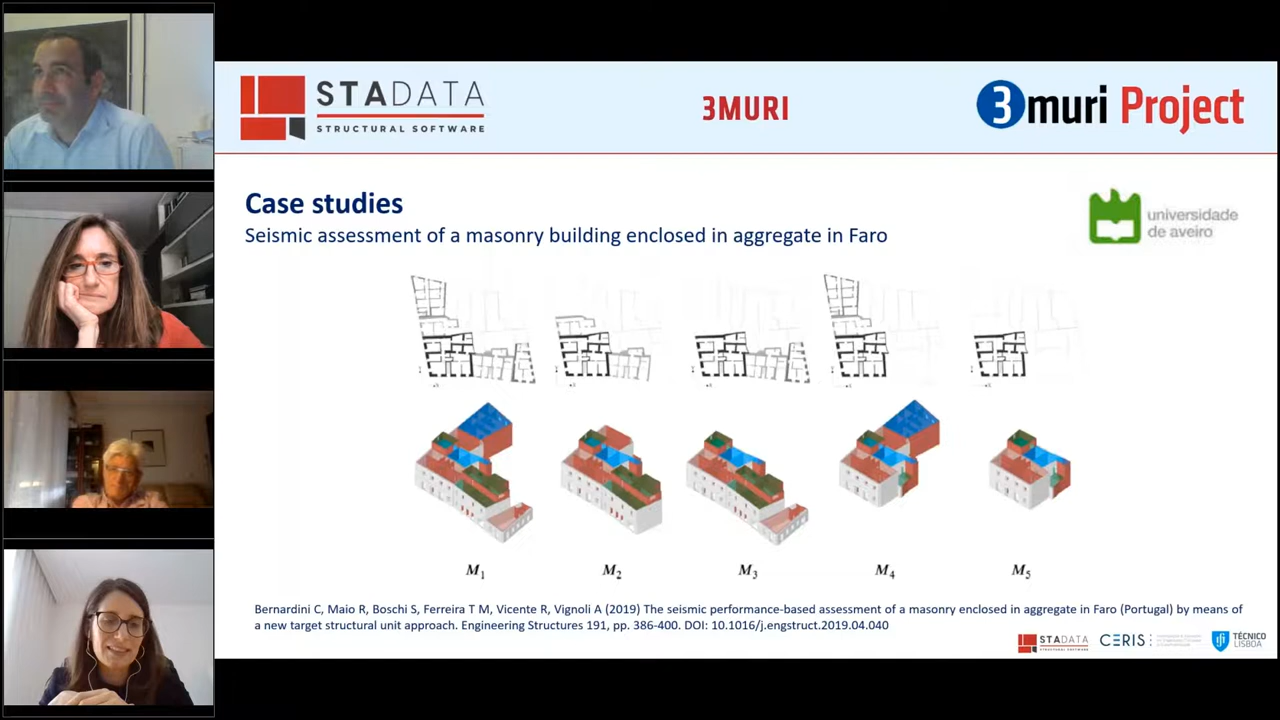 STADATA
STRUCTURAL SOFTWARE
3MURI
3muri Project
Case studies
Seismic assessment of a masonry building enclosed in aggregate in Faro
universidade
de aveiro
M1
M2
M3
M4
M5
Bernardini C, Maio R, Boschi S, Ferreira T M, Vicente R, Vignoli A (2019) The seismic performance-based assessment of a masonry enclosed in aggregate in Faro (Portugal) by means of
a new target structural unit approach. Engineering Structures 191, pp. 386-400. DOI: 10.1016/j.engstruct.2019.04.040
STADATA
STRUCTURAL SOFTWARE
CERIS
TÉCNICO
LISBOA